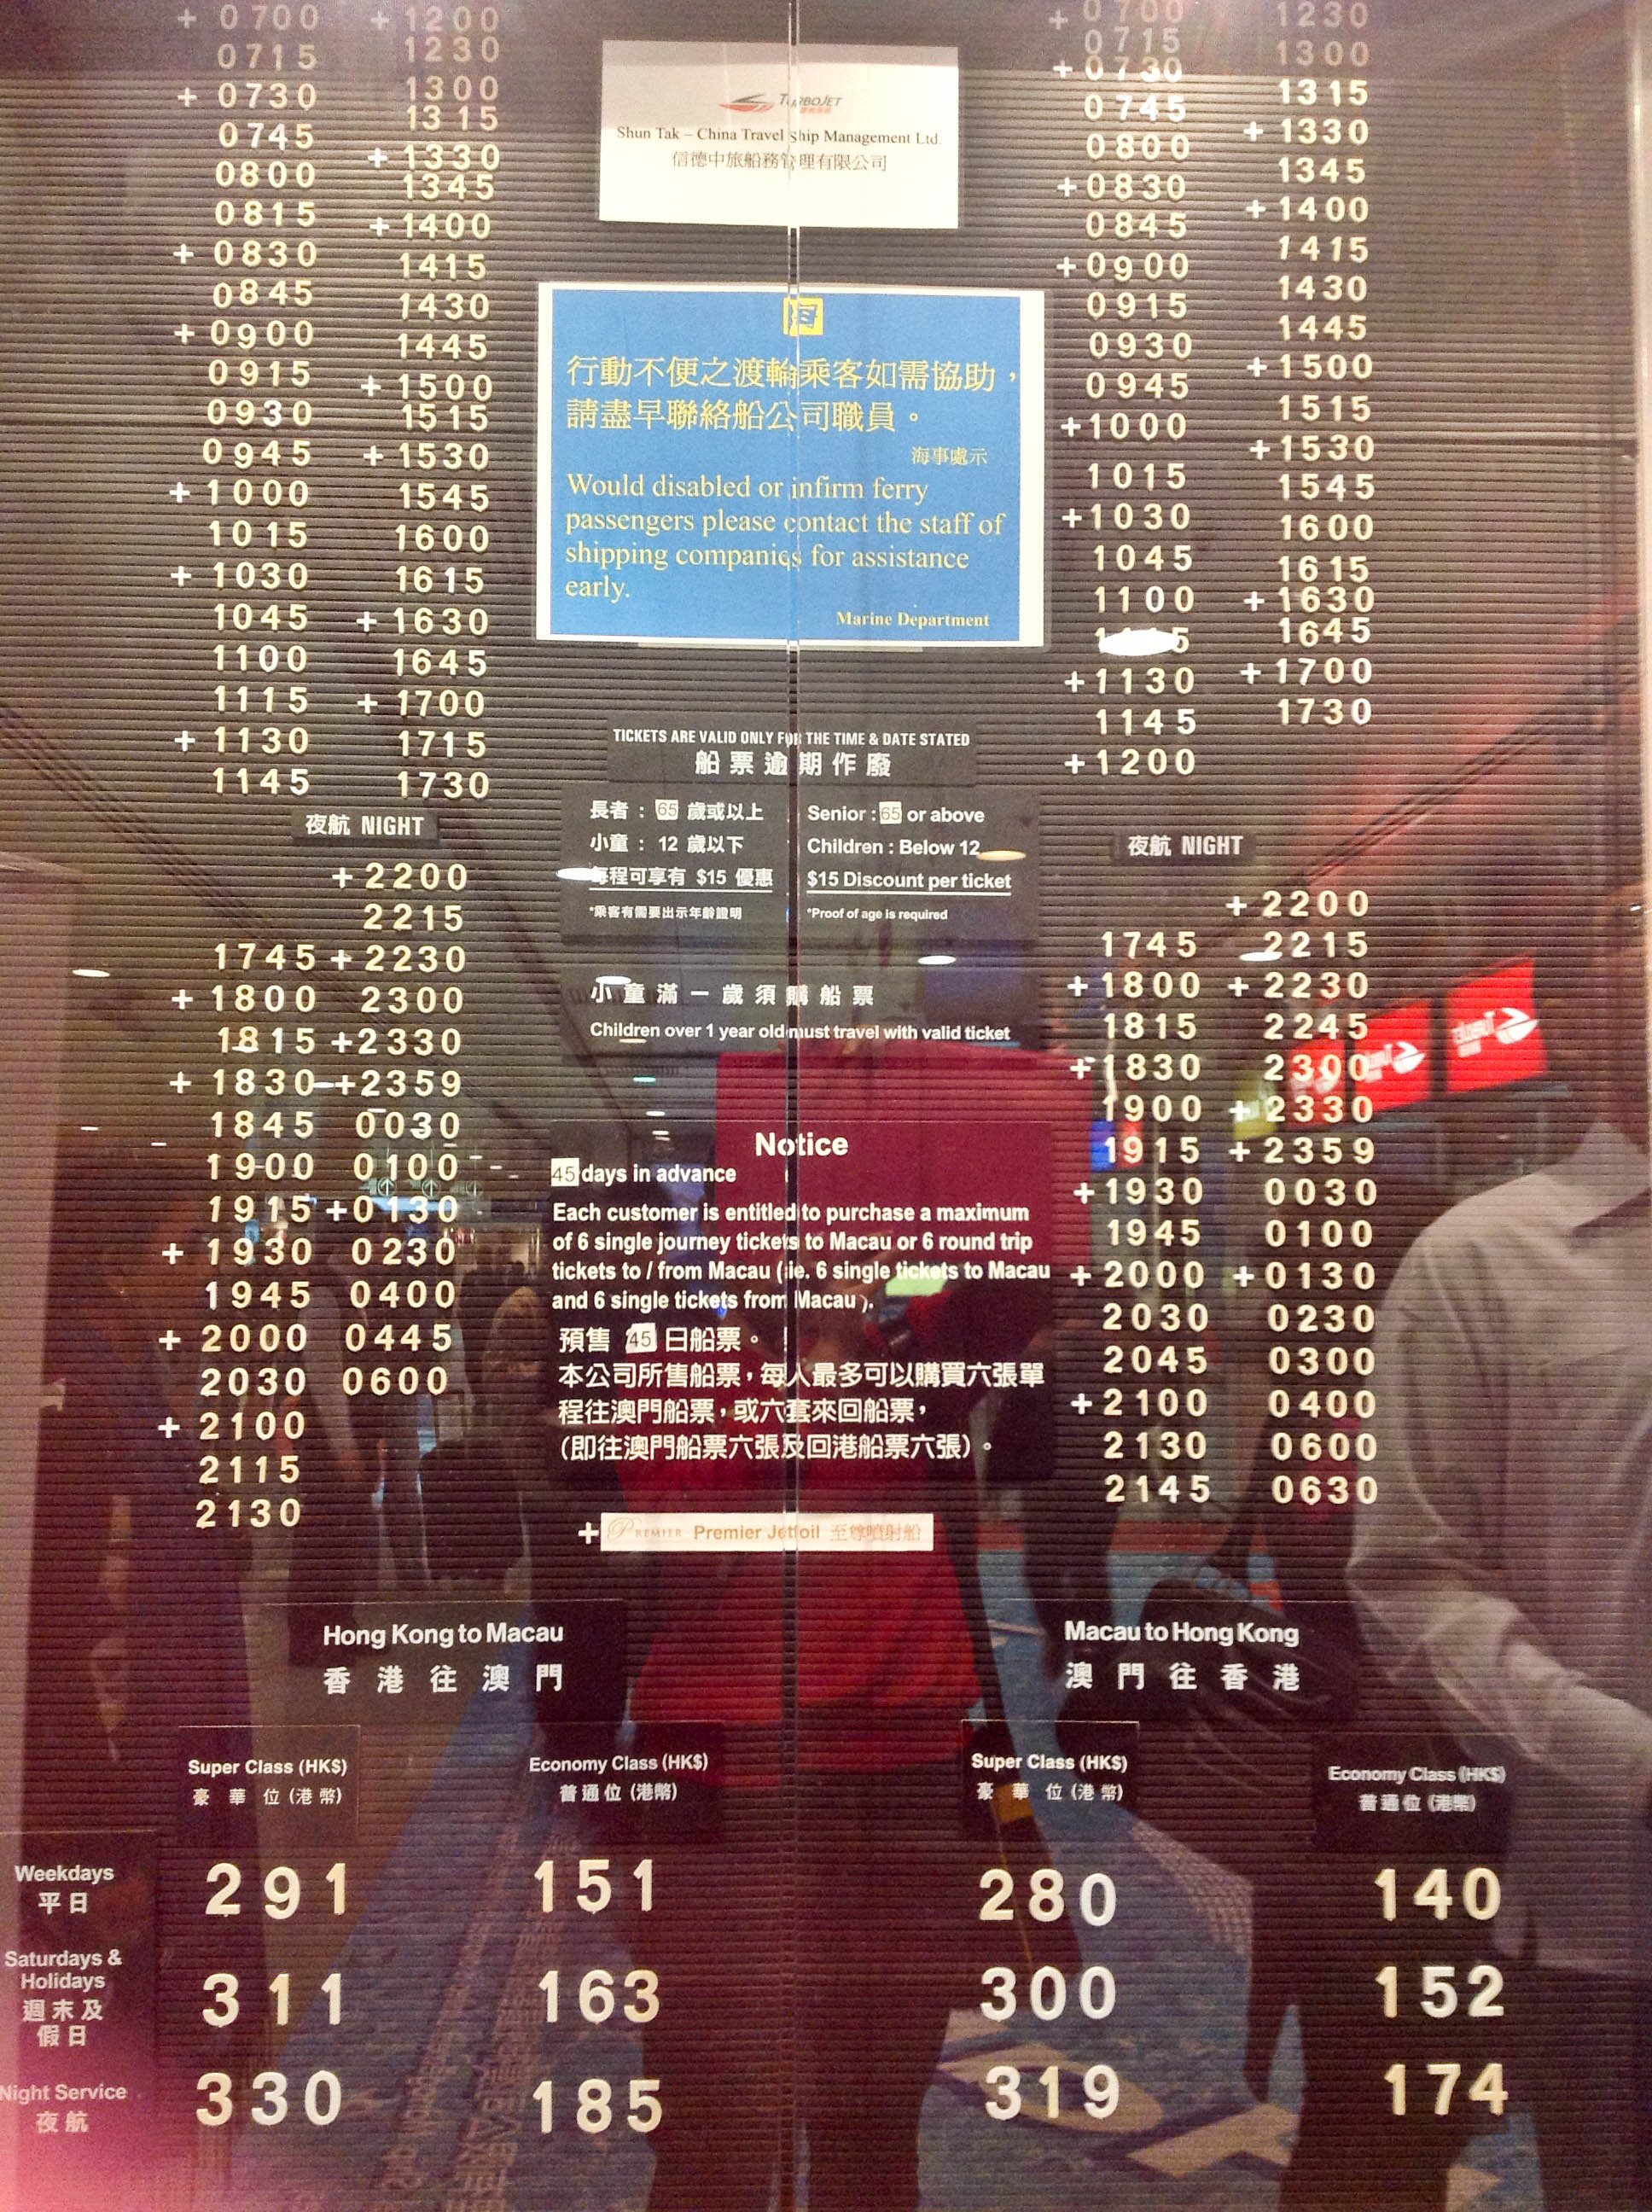 + 0700 + 1200
0715 1230
+ 0730 1300
0745 1315
0800 + 1330
0815 1345
+ 0830 + 1400
0845 1415
+ 0900 1430
0915 1445
0930 + 1500
0945 1515
+ 1000 + 1530
1015 1545
+ 1030 1600
1045 1615
1100 + 1630
1115 1645
+ 1130 + 1700
1145 1715
1730
夜航 NIGHT
+ 2200
2215
1745 + 2230
+ 1800 2300
1815 + 2330
+ 1830 + 2359
1845 0030
1900 0100
1915 + 0130
+ 1930 0230
1945 0400
+ 2000 0445
2030 0600
+ 2100
2115
2130
TURBOJET
Shun Tak – China Travel Ship Management Ltd.
信德中旅船務管理有限公司
行動不便之渡輪乘客如需協助，
請盡早聯絡船公司職員。
海事處示
Would disabled or infirm ferry
passengers please contact the staff of
shipping companies for assistance
early.
Marine Department
TICKETS ARE VALID ONLY FOR THE TIME & DATE STATED
船票逾期作廢
長者 : 65 歲或以上
小童 : 12 歲以下
每程可享有 $15 優惠
*乘客有需要出示年齡證明
Senior : 65 or above
Children : Below 12
$15 Discount per ticket
*Proof of age is required
小童滿一歲須購船票
Children over 1 year old must travel with valid ticket
Notice
45 days in advance
Each customer is entitled to purchase a maximum
of 6 single journey tickets to Macau or 6 round trip
tickets to / from Macau (ie. 6 single tickets to Macau
and 6 single tickets from Macau ).
預售 45 日船票。
本公司所售船票，每人最多可以購買六張單
程往澳門船票，或六套來回船票，
(即往澳門船票六張及回港船票六張)。
+ PREMIER Premier Jetfoil 至尊噴射船
+ 0700 1230
0715 1300
+ 0730 1315
0745 + 1330
0800 1345
+ 0830 + 1400
0845 1415
+ 0900 1430
0915 1445
0930 + 1500
0945 1515
+ 1000 + 1530
1015 1545
+ 1030 1600
1045 1615
1100 + 1630
1645
+ 1130 + 1700
1145 1730
+ 1200
夜航 NIGHT
+ 2200
1745 2215
+ 1800 + 2230
1815 2245
+ 1830 2300
1900 + 2330
1915 + 2359
+ 1930 0030
1945 0100
+ 2000 + 0130
2030 0230
2045 0300
+ 2100 0400
2130 0600
2145 0630
Hong Kong to Macau
香港往澳門
Macau to Hong Kong
澳門往香港
Super Class (HK$) Economy Class (HK$) Super Class (HK$) Economy Class (HK$)
豪華位 (港幣) 普通位 (港幣) 豪華位 (港幣) 普通位 (港幣)
Weekdays
平日
291 151 280 140
Saturdays &
Holidays
週末及
假日
311 163 300 152
Night Service
夜航
330 185 319 174